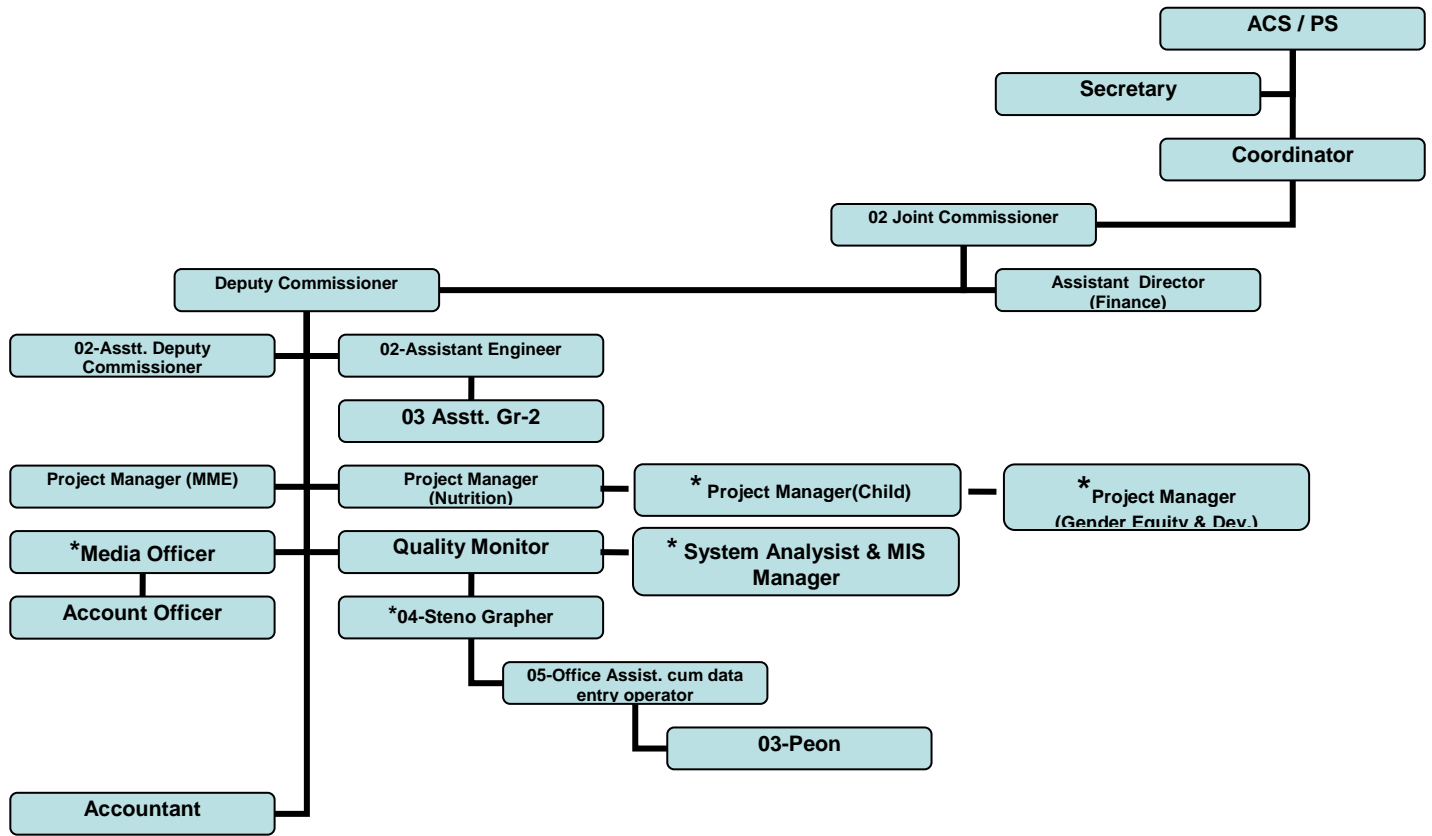 ACS / PS
Secretary
Coordinator
02 Joint Commissioner
Deputy Commissioner
Assistant Director
(Finance)
02-Asstt. Deputy
Commissioner
02-Assistant Engineer
03 Asstt. Gr-2
Project Manager (MME)
Project Manager
(Nutrition)
* Project Manager(Child)
*Project Manager
(Gender Equity & Dev.)
*Media Officer
Quality Monitor
* System Analysist & MIS
Manager
Account Officer
*04-Steno Grapher
05-Office Assist. cum data
entry operator
03-Peon
Accountant